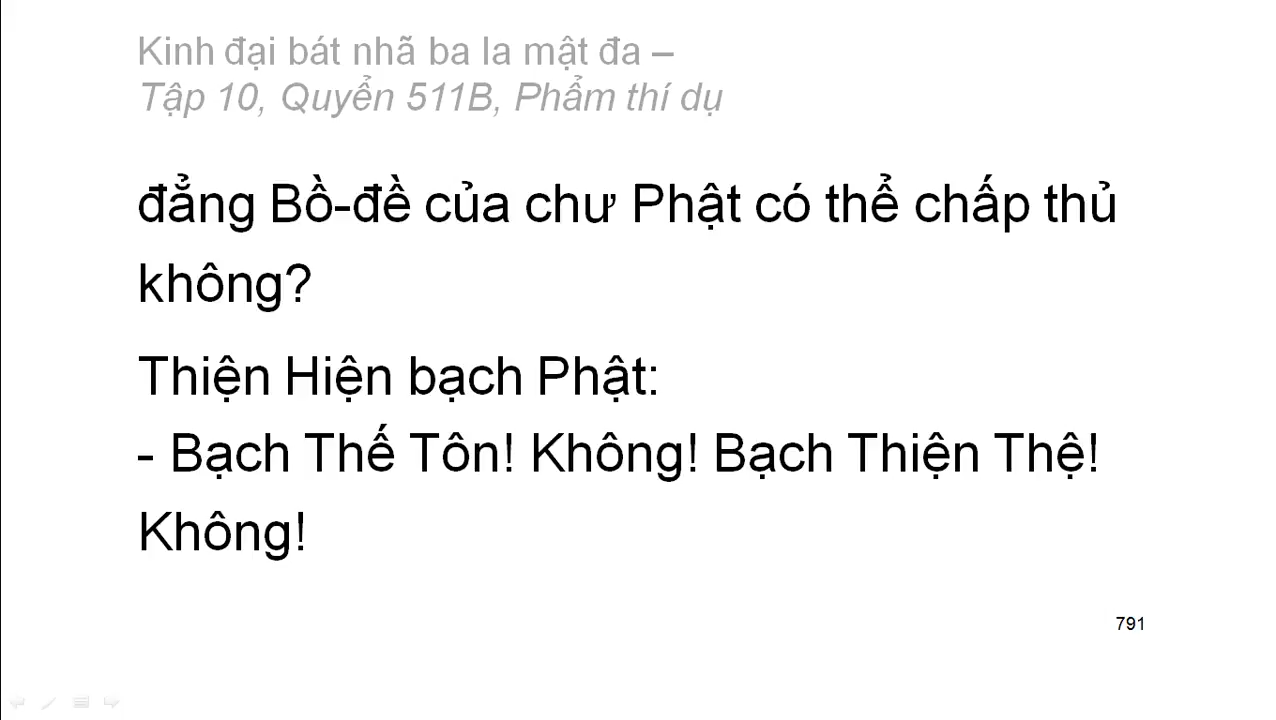 Kinh đại bát nhã ba la mật đa –
Tập 10, Quyển 511B, Phẩm thí dụ
đẳng Bồ-đề của chư Phật có thể chấp thủ
không?
Thiện Hiện bạch Phật:
- Bạch Thế Tôn! Không! Bạch Thiện Thệ!
Không!
791